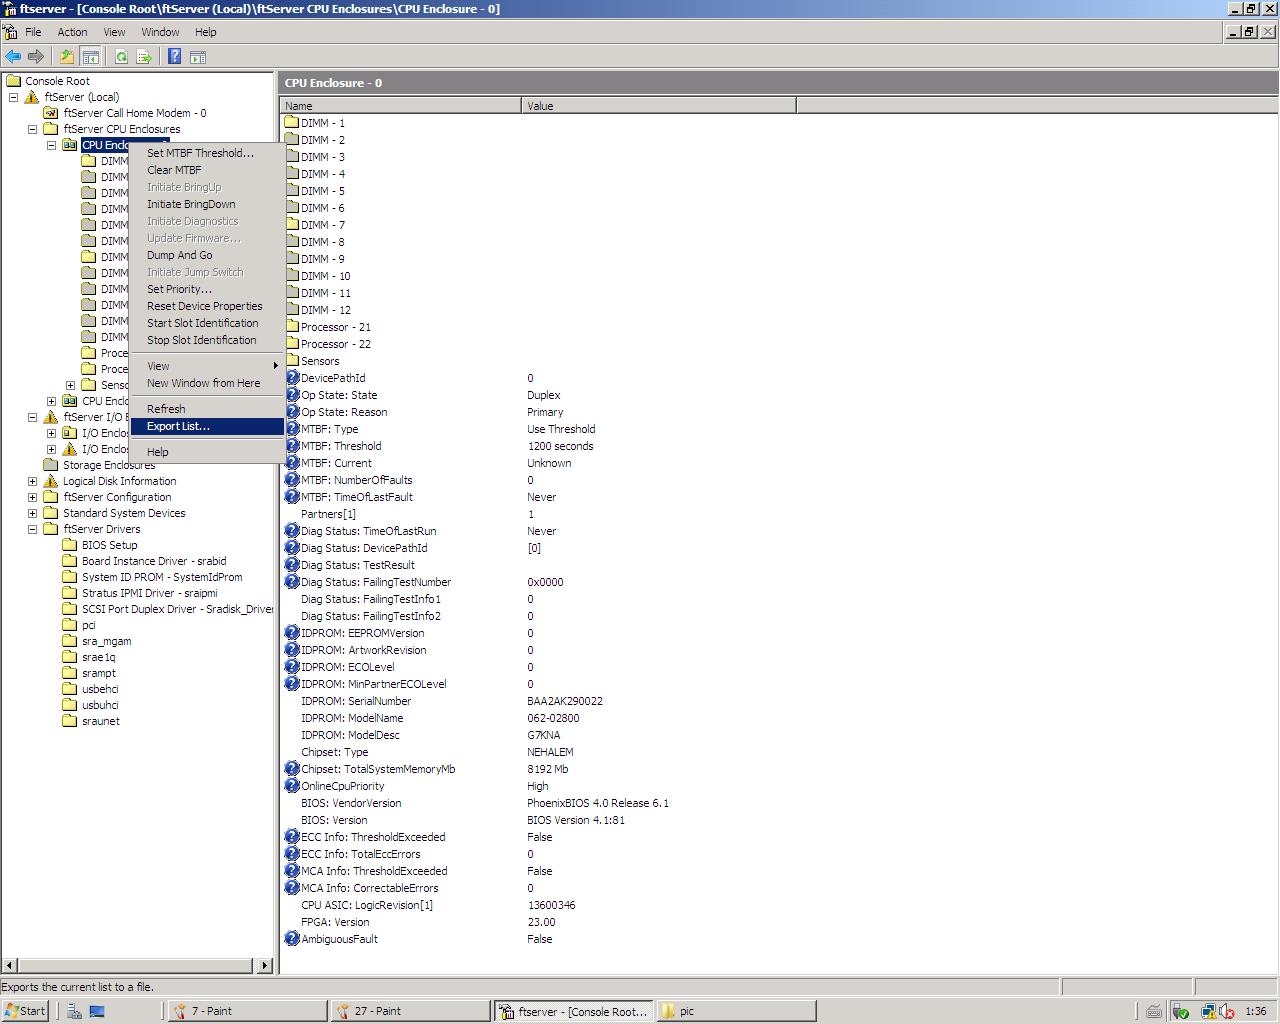 ftserver - [Console Root\ftServer (Local)\ftServer CPU Enclosures\CPU Enclosure - 0]
File Action View Window Help
Console Root
ftServer (Local)
ftServer Call Home Modem - 0
ftServer CPU Enclosures
CPU Enclo
DIMM
DIMM
DIMM
DIMM
DIMM
DIMM
DIMM
DIMM
DIMM
DIMM
DIMM
DIMM
Proce
Proce
Senso
CPU Enclo
ftServer I/O E
I/O Enclos
I/O Enclos
Storage Enclosures
Logical Disk Information
ftServer Configuration
Standard System Devices
ftServer Drivers
BIOS Setup
Board Instance Driver - srabid
System ID PROM - SystemIdProm
Stratus IPMI Driver - sraipmi
SCSI Port Duplex Driver - Sradisk_Driver
pci
sra_mgam
srae1q
srampt
usbehci
usbuhci
sraunet
Set MTBF Threshold...
Clear MTBF
Initiate BringUp
Initiate BringDown
Initiate Diagnostics
Update Firmware...
Dump And Go
Initiate Jump Switch
Set Priority...
Reset Device Properties
Start Slot Identification
Stop Slot Identification
View
New Window from Here
Refresh
Export List...
Help
CPU Enclosure - 0
Name Value
DIMM - 1
DIMM - 2
DIMM - 3
DIMM - 4
DIMM - 5
DIMM - 6
DIMM - 7
DIMM - 8
DIMM - 9
DIMM - 10
DIMM - 11
DIMM - 12
Processor - 21
Processor - 22
Sensors
DevicePathId 0
Op State: State Duplex
Op State: Reason Primary
MTBF: Type Use Threshold
MTBF: Threshold 1200 seconds
MTBF: Current Unknown
MTBF: NumberOfFaults 0
MTBF: TimeOfLastFault Never
Partners[1] 1
Diag Status: TimeOfLastRun Never
Diag Status: DevicePathId [0]
Diag Status: TestResult
Diag Status: FailingTestNumber 0x0000
Diag Status: FailingTestInfo1 0
Diag Status: FailingTestInfo2 0
IDPROM: EEPROMVersion 0
IDPROM: ArtworkRevision 0
IDPROM: ECOLevel 0
IDPROM: MinPartnerECOLevel 0
IDPROM: SerialNumber BAA2AK290022
IDPROM: ModelName 062-02800
IDPROM: ModelDesc G7KNA
Chipset: Type NEHALEM
Chipset: TotalSystemMemoryMb 8192 Mb
OnlineCpuPriority High
BIOS: VendorVersion PhoenixBIOS 4.0 Release 6.1
BIOS: Version BIOS Version 4.1:81
ECC Info: ThresholdExceeded False
ECC Info: TotalEccErrors 0
MCA Info: ThresholdExceeded False
MCA Info: CorrectableErrors 0
CPU ASIC: LogicRevision[1] 13600346
FPGA: Version 23.00
AmbiguousFault False
Exports the current list to a file.
Start 7 - Paint 27 - Paint ftserver - [Console Root... pic 1:36